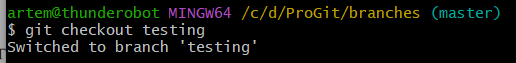 artem@thunderobot MINGW64 /c/d/ProGit/branches (master)
$ git checkout testing
Switched to branch 'testing'